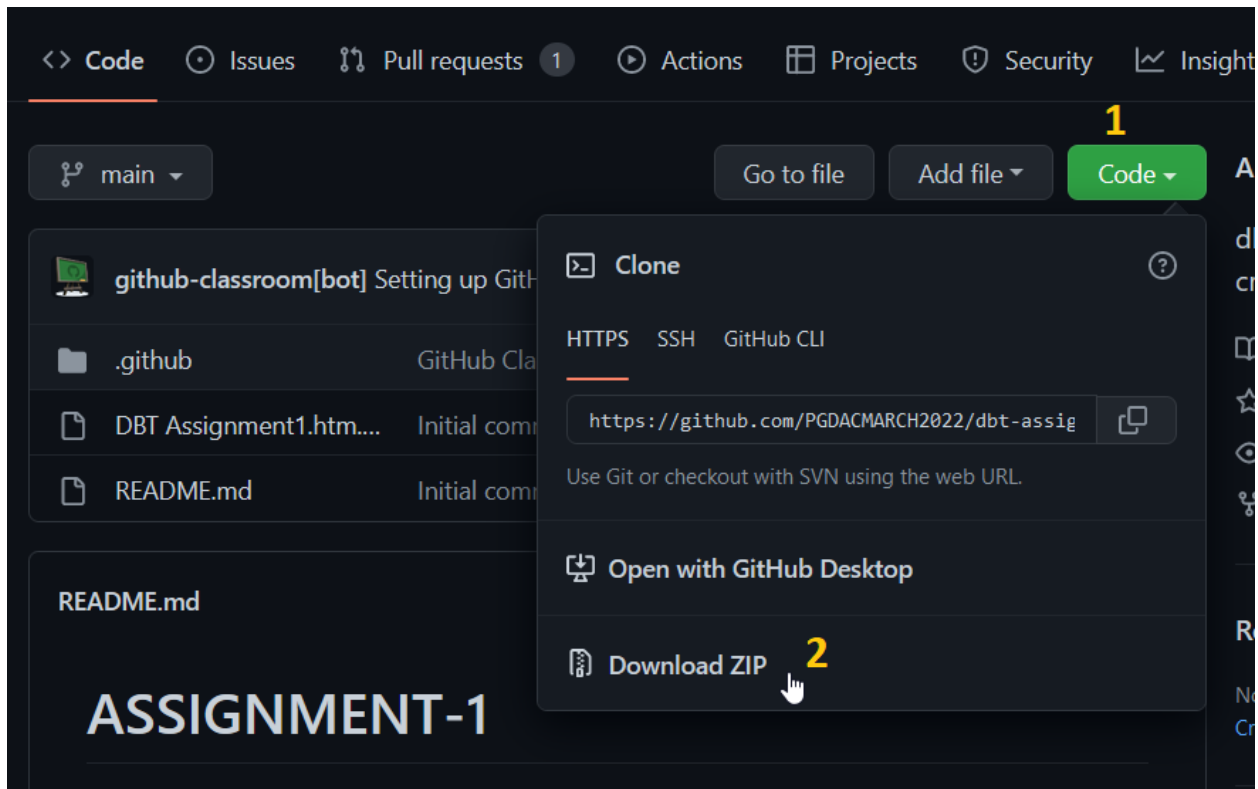 <> Code Issues Pull requests 1 Actions Projects Security Insight
1
main Go to file Add file Code A
github-classroom[bot] Setting up GitH
Clone
HTTPS SSH GitHub CLI
.github GitHub Cla
https://github.com/PGDACMARCH2022/dbt-assig
DBT Assignment1.htm.... Initial com
Use Git or checkout with SVN using the web URL.
README.md Initial com
Open with GitHub Desktop
README.md
Download ZIP 2
ASSIGNMENT-1